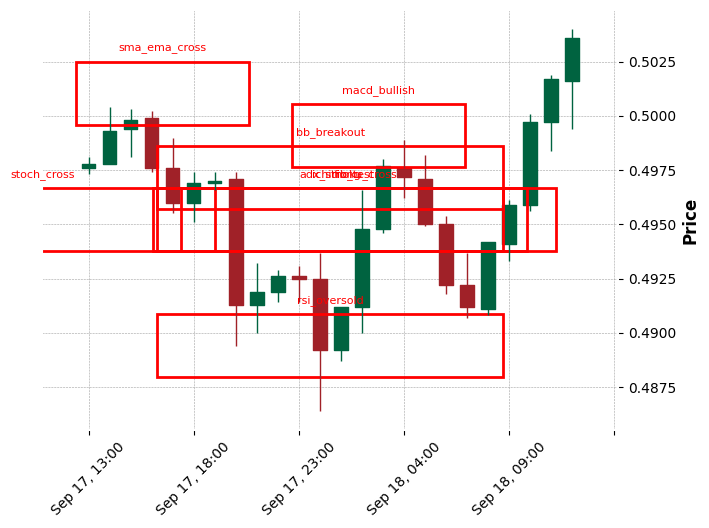 sma_ema_cross
macd_bullish
bb_breakout
stoch_cross
rsi_oversold
0.5025
0.5000
0.4975
0.4950
0.4925
0.4900
0.4875
Price
Sep 17, 13:00
Sep 17, 18:00
Sep 17, 23:00
Sep 18, 04:00
Sep 18, 09:00